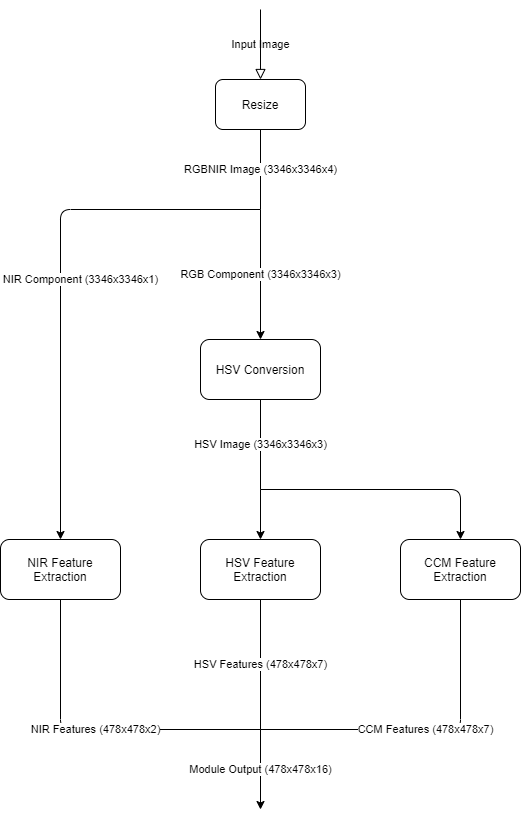 Input Image
Resize
RGBNIR Image (3346x3346x4)
NIR Component (3346x3346x1)
RGB Component (3346x3346x3)
HSV Conversion
HSV Image (3346x3346x3)
NIR Feature
Extraction
HSV Feature
Extraction
CCM Feature
Extraction
HSV Features (478x478x7)
NIR Features (478x478x2)
CCM Features (478x478x7)
Module Output (478x478x16)